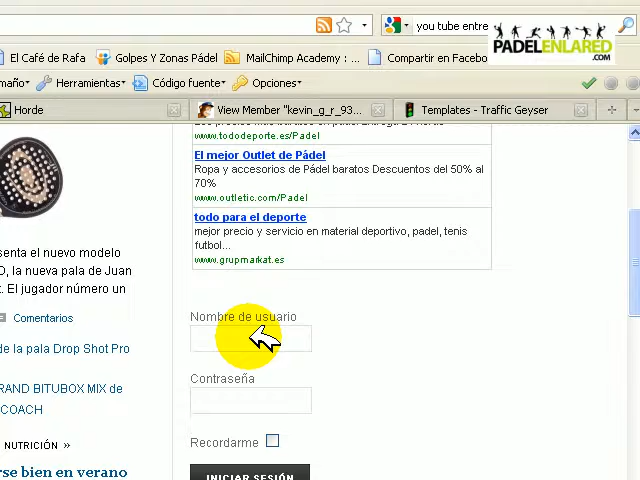 you tube entre
PADELENLARED
.COM
El Café de Rafa
Golpes Y Zonas Pádel
MailChimp Academy : ...
Compartir en Facebo
maño
Herramientas
Código fuente
Opciones
Horde
View Member "kevin_g_r_93...
Templates - Traffic Geyser
www.tododeporte.es/Padel
El mejor Outlet de Pádel
Ropa y accesorios de Pádel baratos Descuentos del 50% al
70%
www.outletic.com/Padel
todo para el deporte
mejor precio y servicio en material deportivo, padel, tenis
futbol...
www.grupmarkat.es
senta el nuevo modelo
O, la nueva pala de Juan
t. El jugador número un
Comentarios
de la pala Drop Shot Pro
RAND BITUBOX MIX de
COACH
NUTRICIÓN »
rse bien en verano
Nombre de usuario
Contraseña
Recordarme
INICIAR SESIÓN